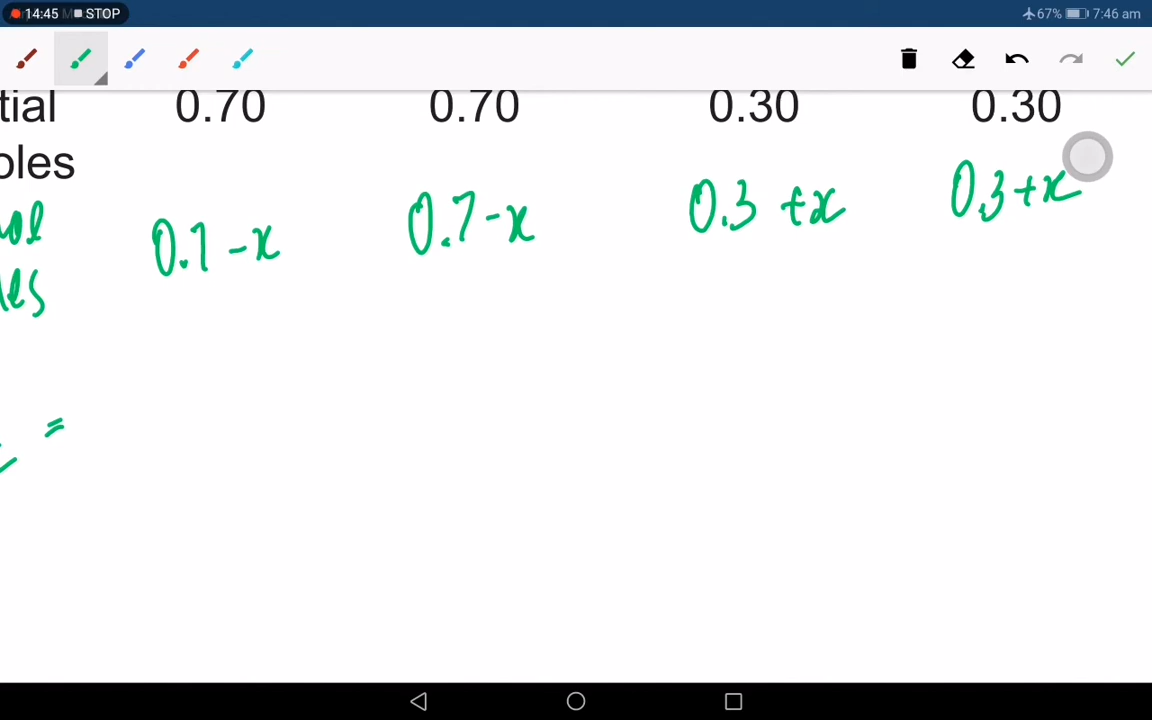 14:45 STOP 67% 7:46 am
tial 0.70 0.70 0.30 0.30
oles
0.7-x 0.7-x 0.3+x 0.3+x
=